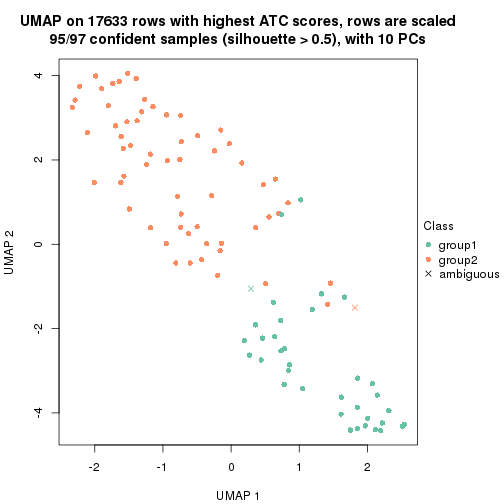 UMAP on 17633 rows with highest ATC scores, rows are scaled
95/97 confident samples (silhouette > 0.5), with 10 PCs
4
2
0
-2
-4
UMAP 2
-2
-1
0
1
2
UMAP 1
Class
group1
group2
ambiguous